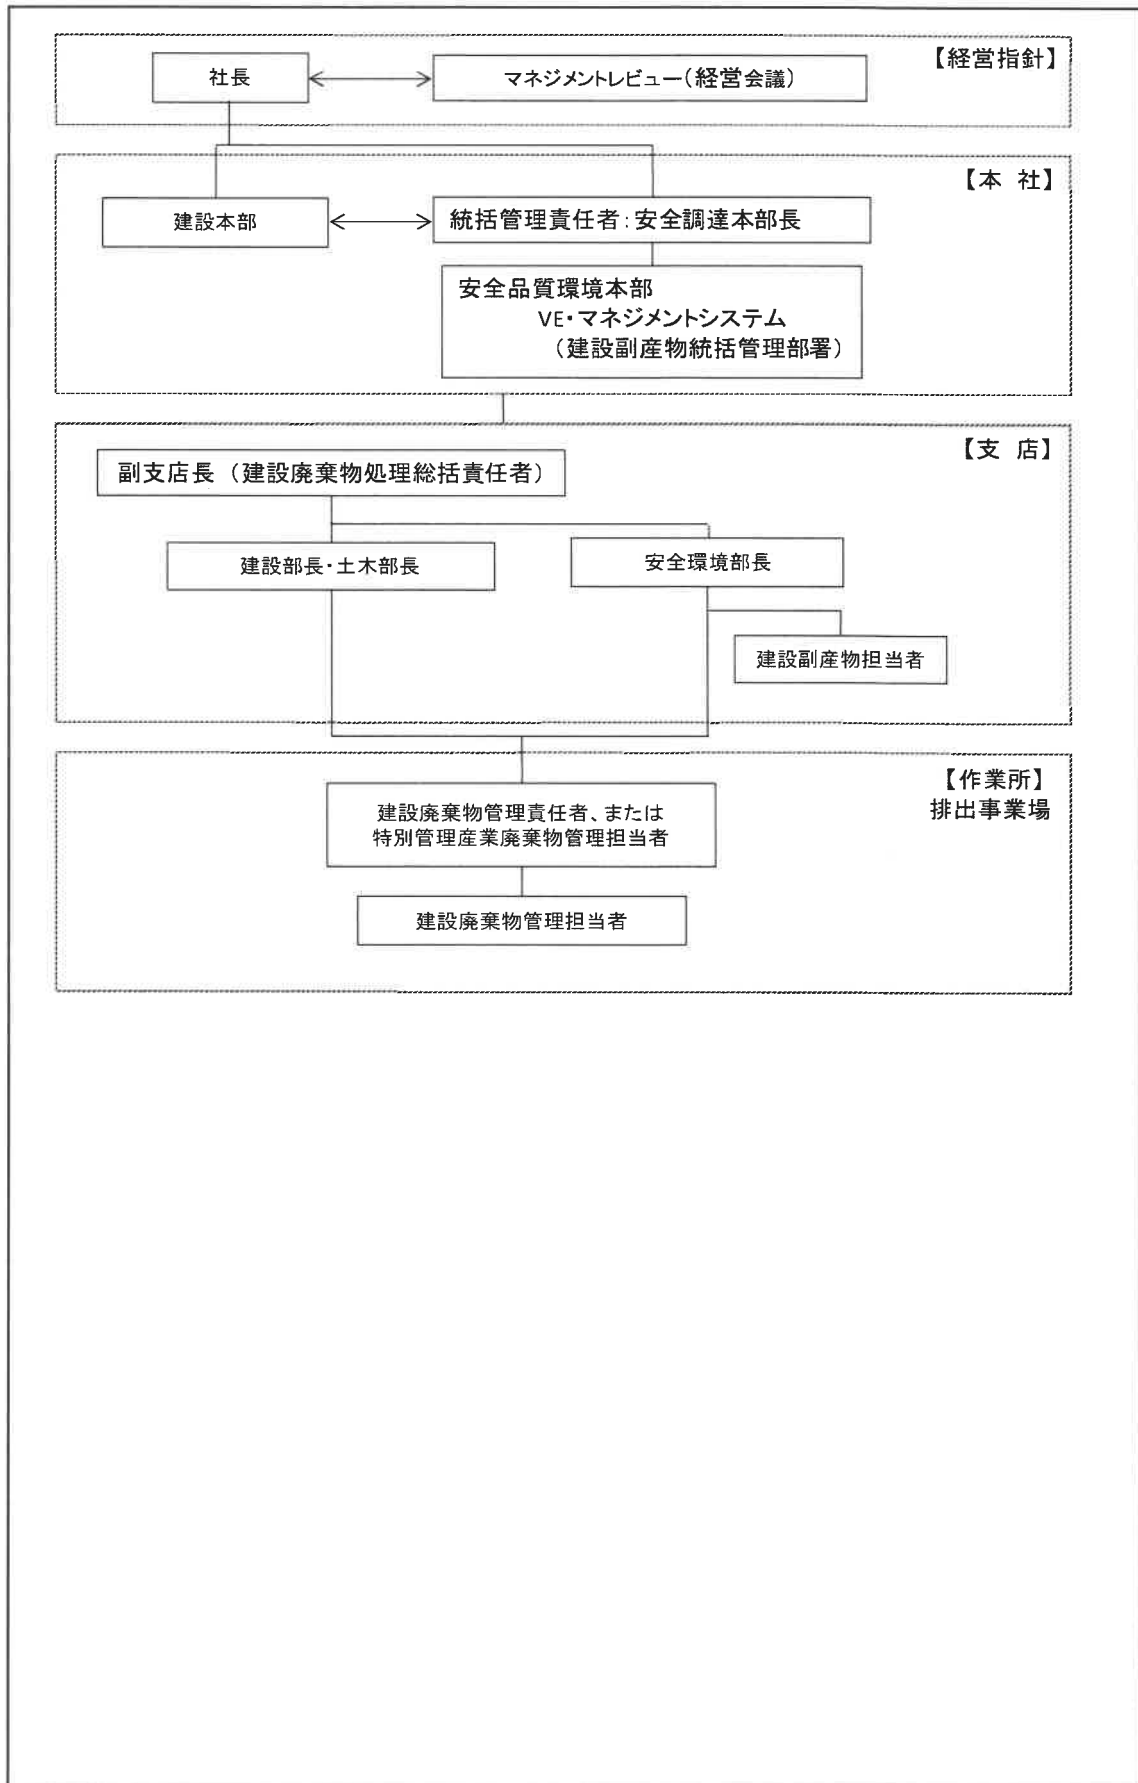 【経営指針】
社長
マネジメントレビュー(経営会議)
【本 社】
建設本部
統括管理責任者:安全調達本部長
安全品質環境本部
VE・マネジメントシステム
(建設副産物統括管理部署)
【支 店】
副支店長 (建設廃棄物処理総括責任者)
建設部長・土木部長
安全環境部長
建設副産物担当者
【作業所】
排出事業場
建設廃棄物管理責任者、または
特別管理産業廃棄物管理担当者
建設廃棄物管理担当者